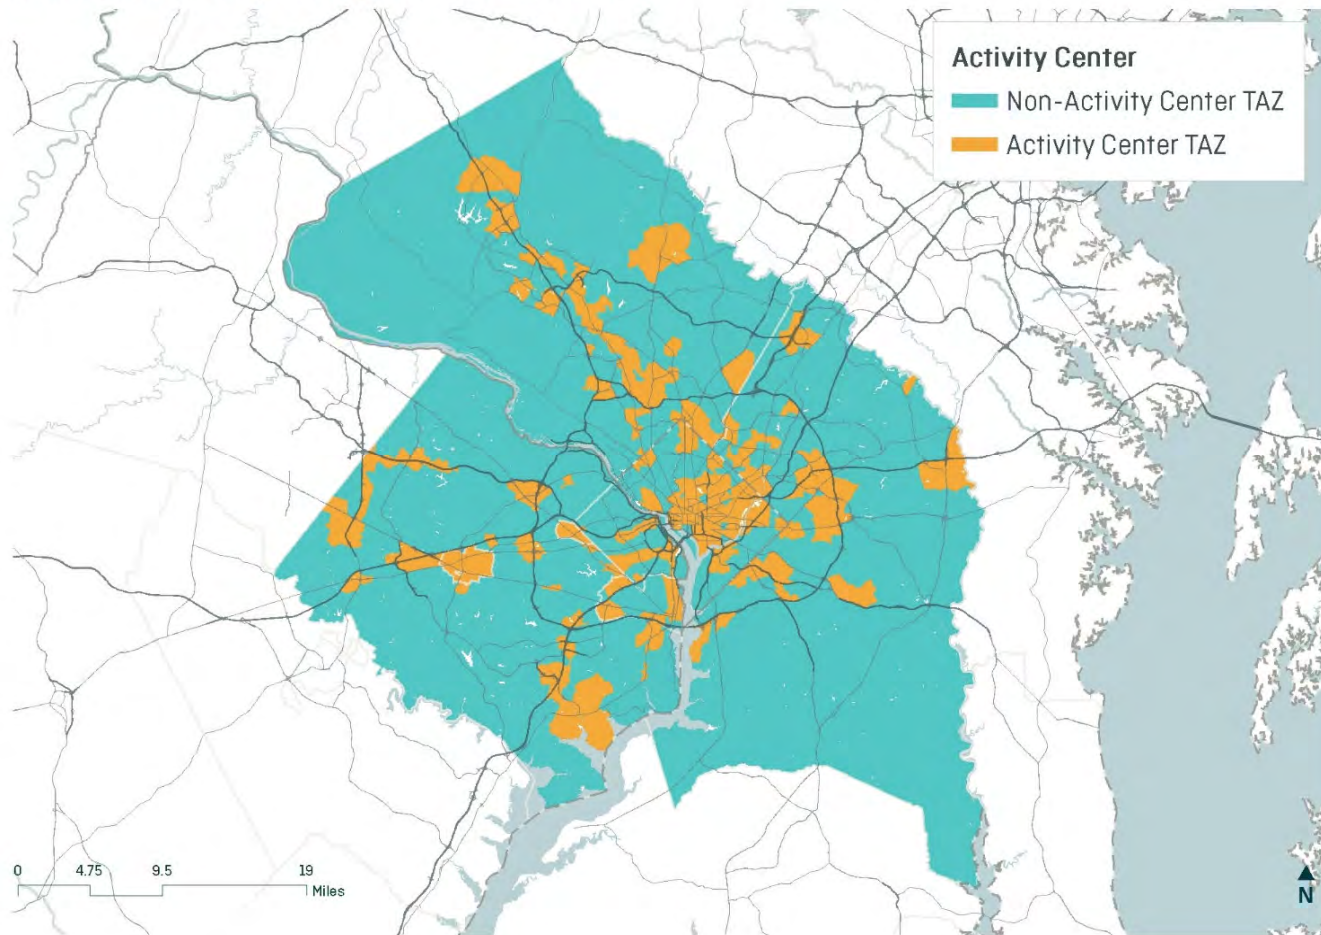 Activity Center
Non-Activity Center TAZ
Activity Center TAZ
0 4.75 9.5 19
Miles
N